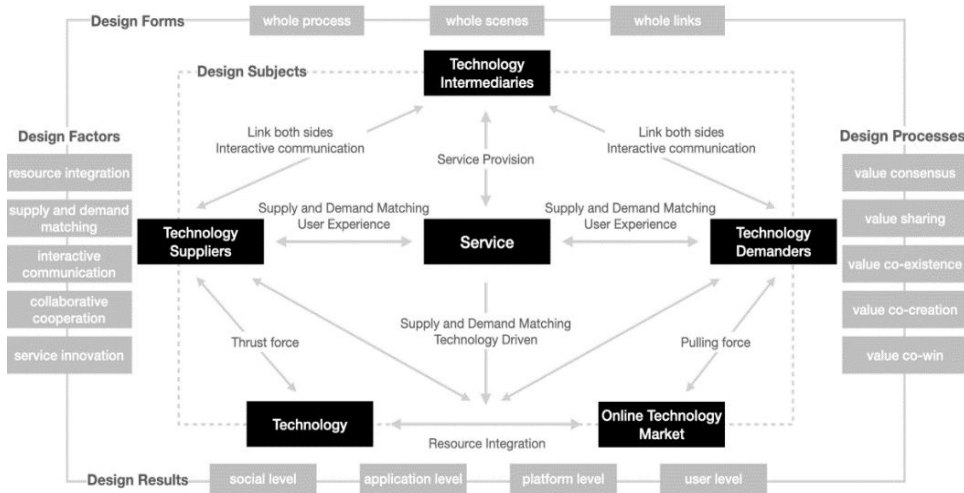 Design Forms
whole process
whole scenes
whole links
Design Subjects
Technology
Intermediaries
Design Factors
resource integration
supply and demand
matching
interactive
communication
collaborative
cooperation
service innovation
Link both sides
Interactive communication
Service Provision
Link both sides
Interactive communication
Design Processes
value consensus
value sharing
value co-existence
value co-creation
value co-win
Technology
Suppliers
Supply and Demand Matching
User Experience
Service
Supply and Demand Matching
User Experience
Technology
Demanders
Thrust force
Supply and Demand Matching
Technology Driven
Pulling force
Technology
Resource Integration
Online Technology
Market
Design Results
social level
application level
platform level
user level